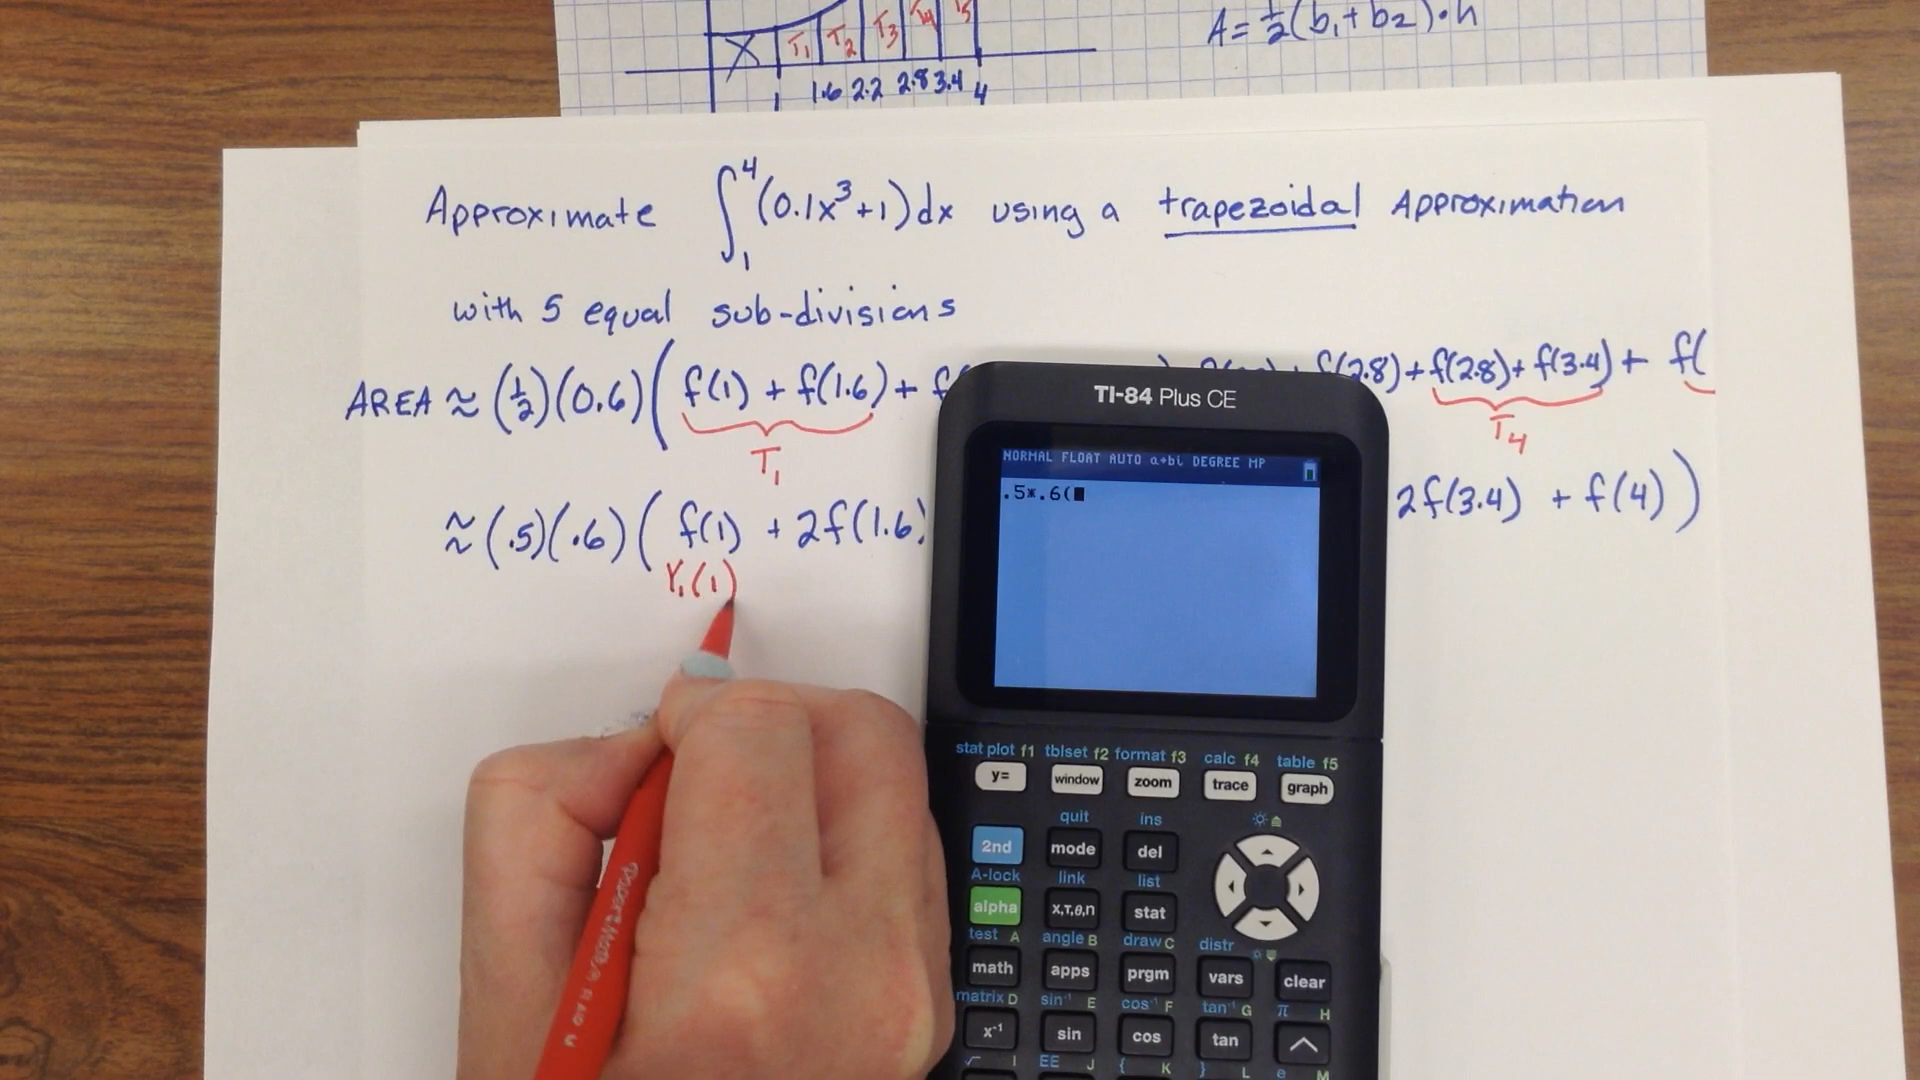 T1 T2 T3 T4 T5
A = 1/2 (b1 + b2) • h
1 1.6 2.2 2.8 3.4 4
Approximate ∫₁⁴ (0.1x³ + 1) dx using a trapezoidal Approximation
with 5 equal sub-divisions
AREA ≈ (1/2)(0.6)( f(1) + f(1.6) + f( f(2.8) + f(2.8) + f(3.4) + f(
T1 T4
≈ (.5)(.6)( f(1) + 2f(1.6) 2f(3.4) + f(4) )
Y1(1)
TI-84 Plus CE
NORMAL FLOAT AUTO a+bi DEGREE MP
.5*.6(
stat plot f1 tblset f2 format f3 calc f4 table f5
y= window zoom trace graph
quit ins
2nd mode del
A-lock link list
alpha X,T,θ,n stat
test A angle B draw C distr
math apps prgm vars clear
matrix D sin⁻¹ E cos⁻¹ F tan⁻¹ G π H
x⁻¹ sin cos tan ^
√ I EE J { K } L e M